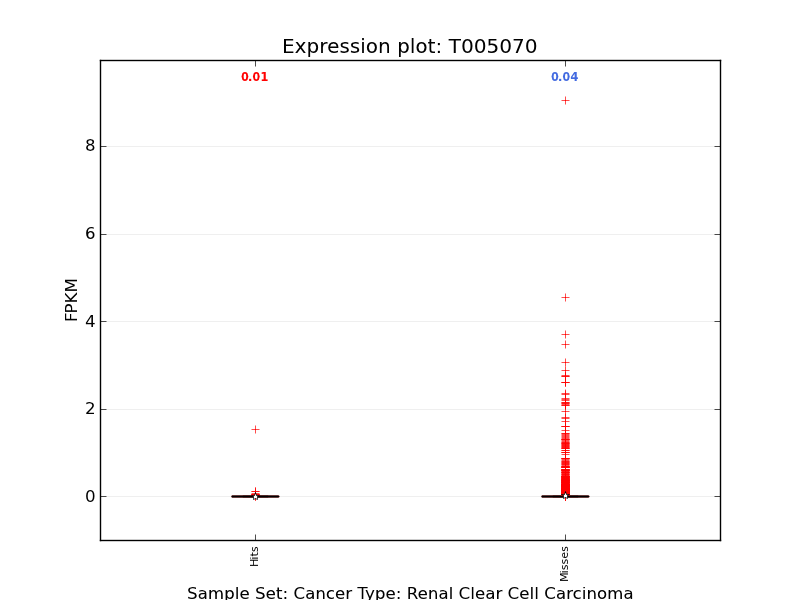 Expression plot: T005070
0.01
0.04
8
6
4
2
0
FPKM
Hits
Misses
Sample Set: Cancer Type: Renal Clear Cell Carcinoma